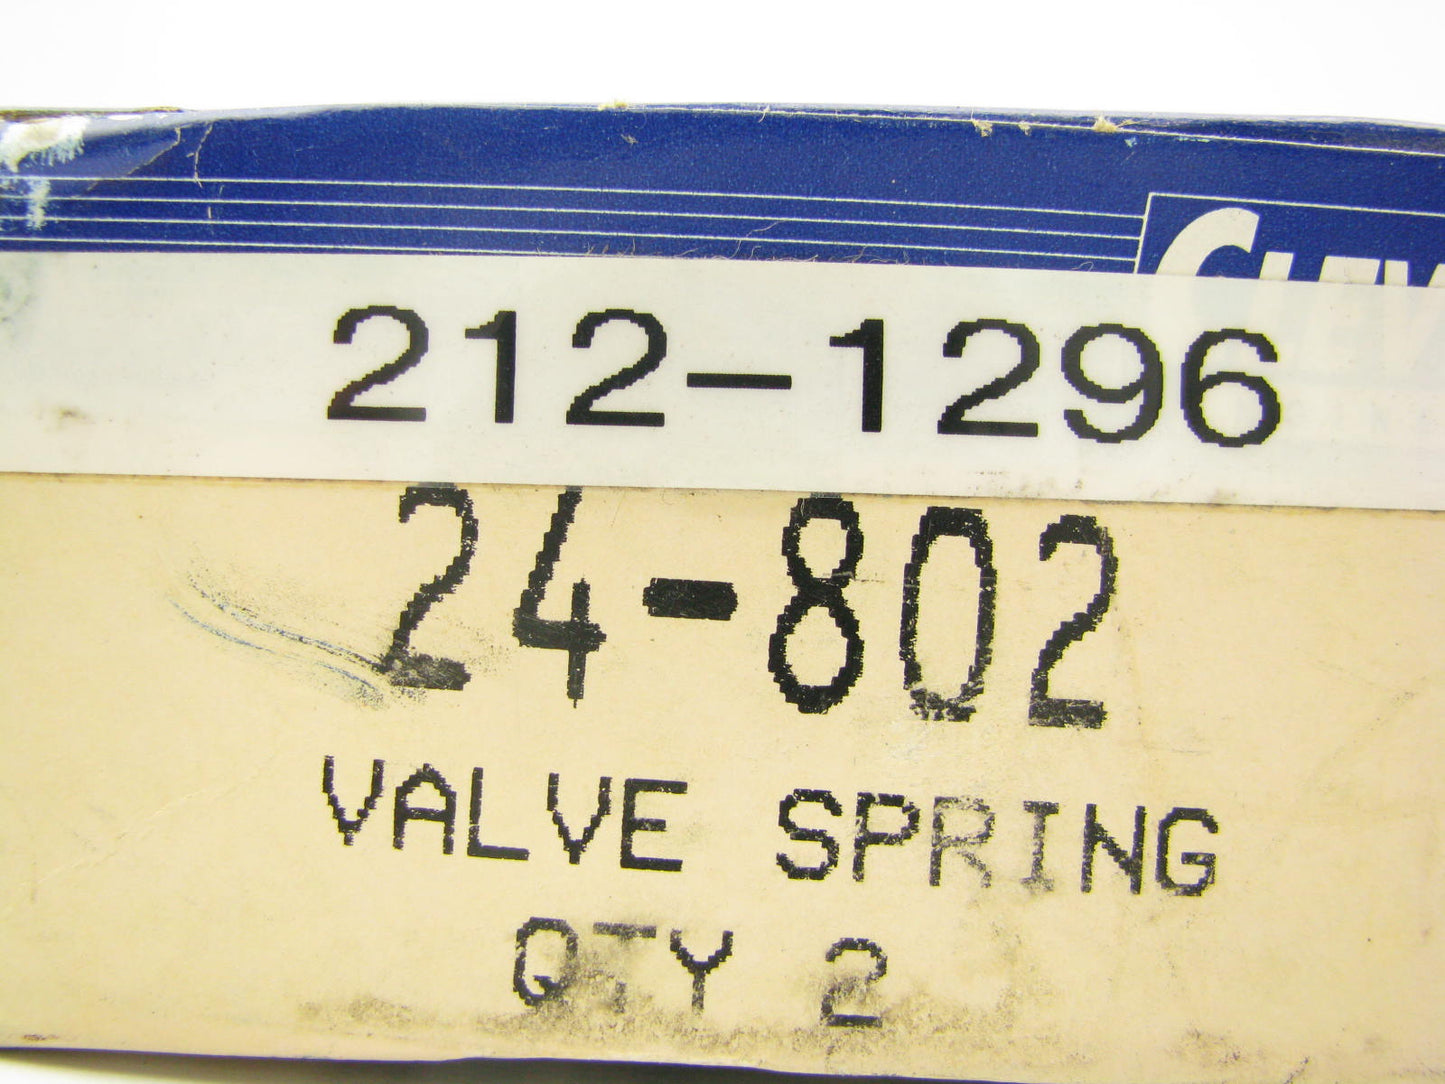 212-1296
24-802
VALVE SPRING
QTY 2